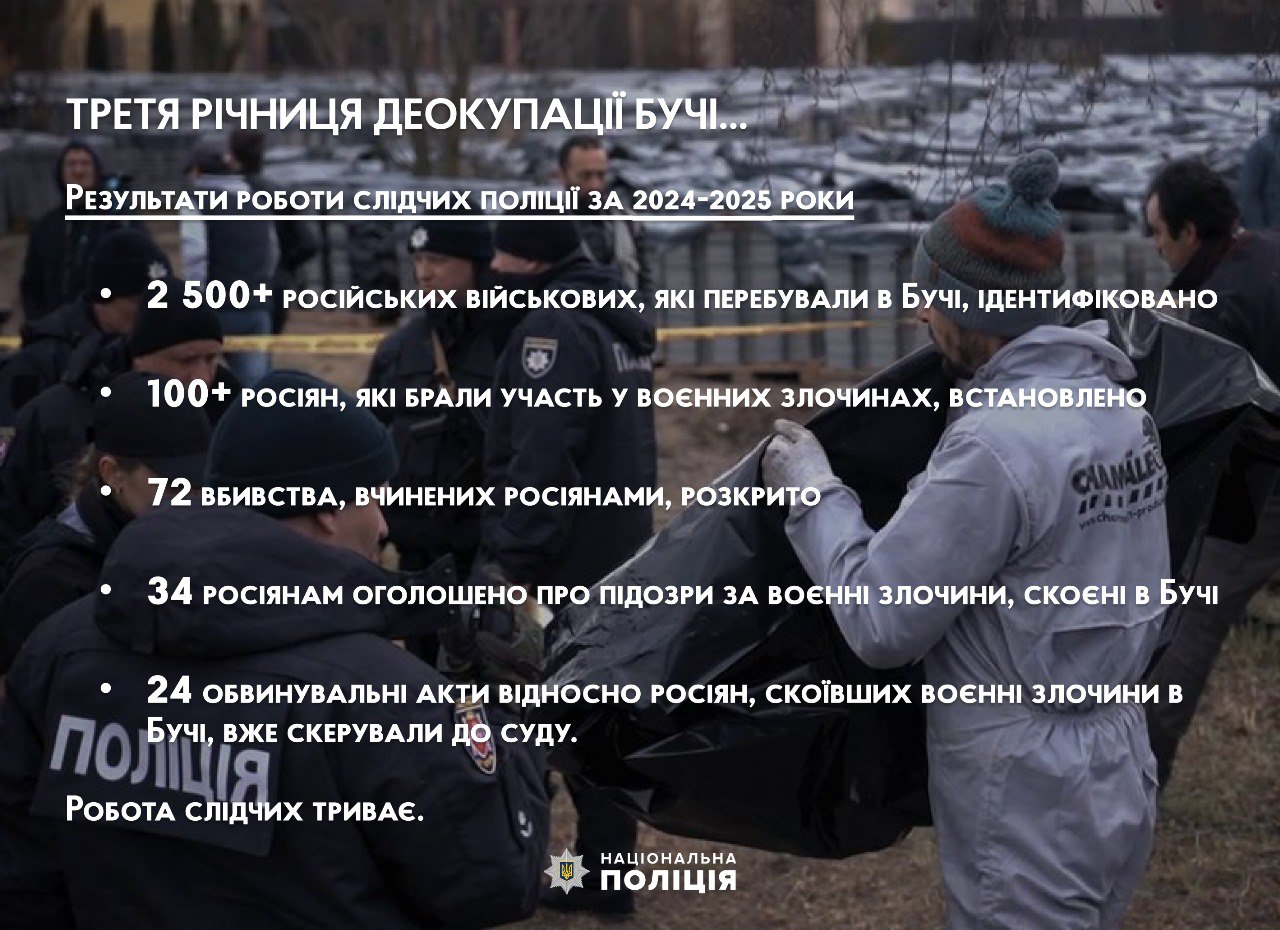 ТРЕТЯ РІЧНИЦЯ ДЕОКУПАЦІЇ БУЧІ...
Результати роботи слідчих поліції за 2024-2025 роки
• 2 500+ російських військових, які перебували в Бучі, ідентифіковано
• 100+ росіян, які брали участь у воєнних злочинах, встановлено
• 72 вбивства, вчинених росіянами, розкрито
• 34 росіянам оголошено про підозри за воєнні злочини, скоєні в Бучі
• 24 обвинувальні акти відносно росіян, скоївших воєнні злочини в
Бучі, вже скерували до суду.
ПОЛІЦІЯ
Робота слідчих триває.
НАЦІОНАЛЬНА
ПОЛІЦІЯ